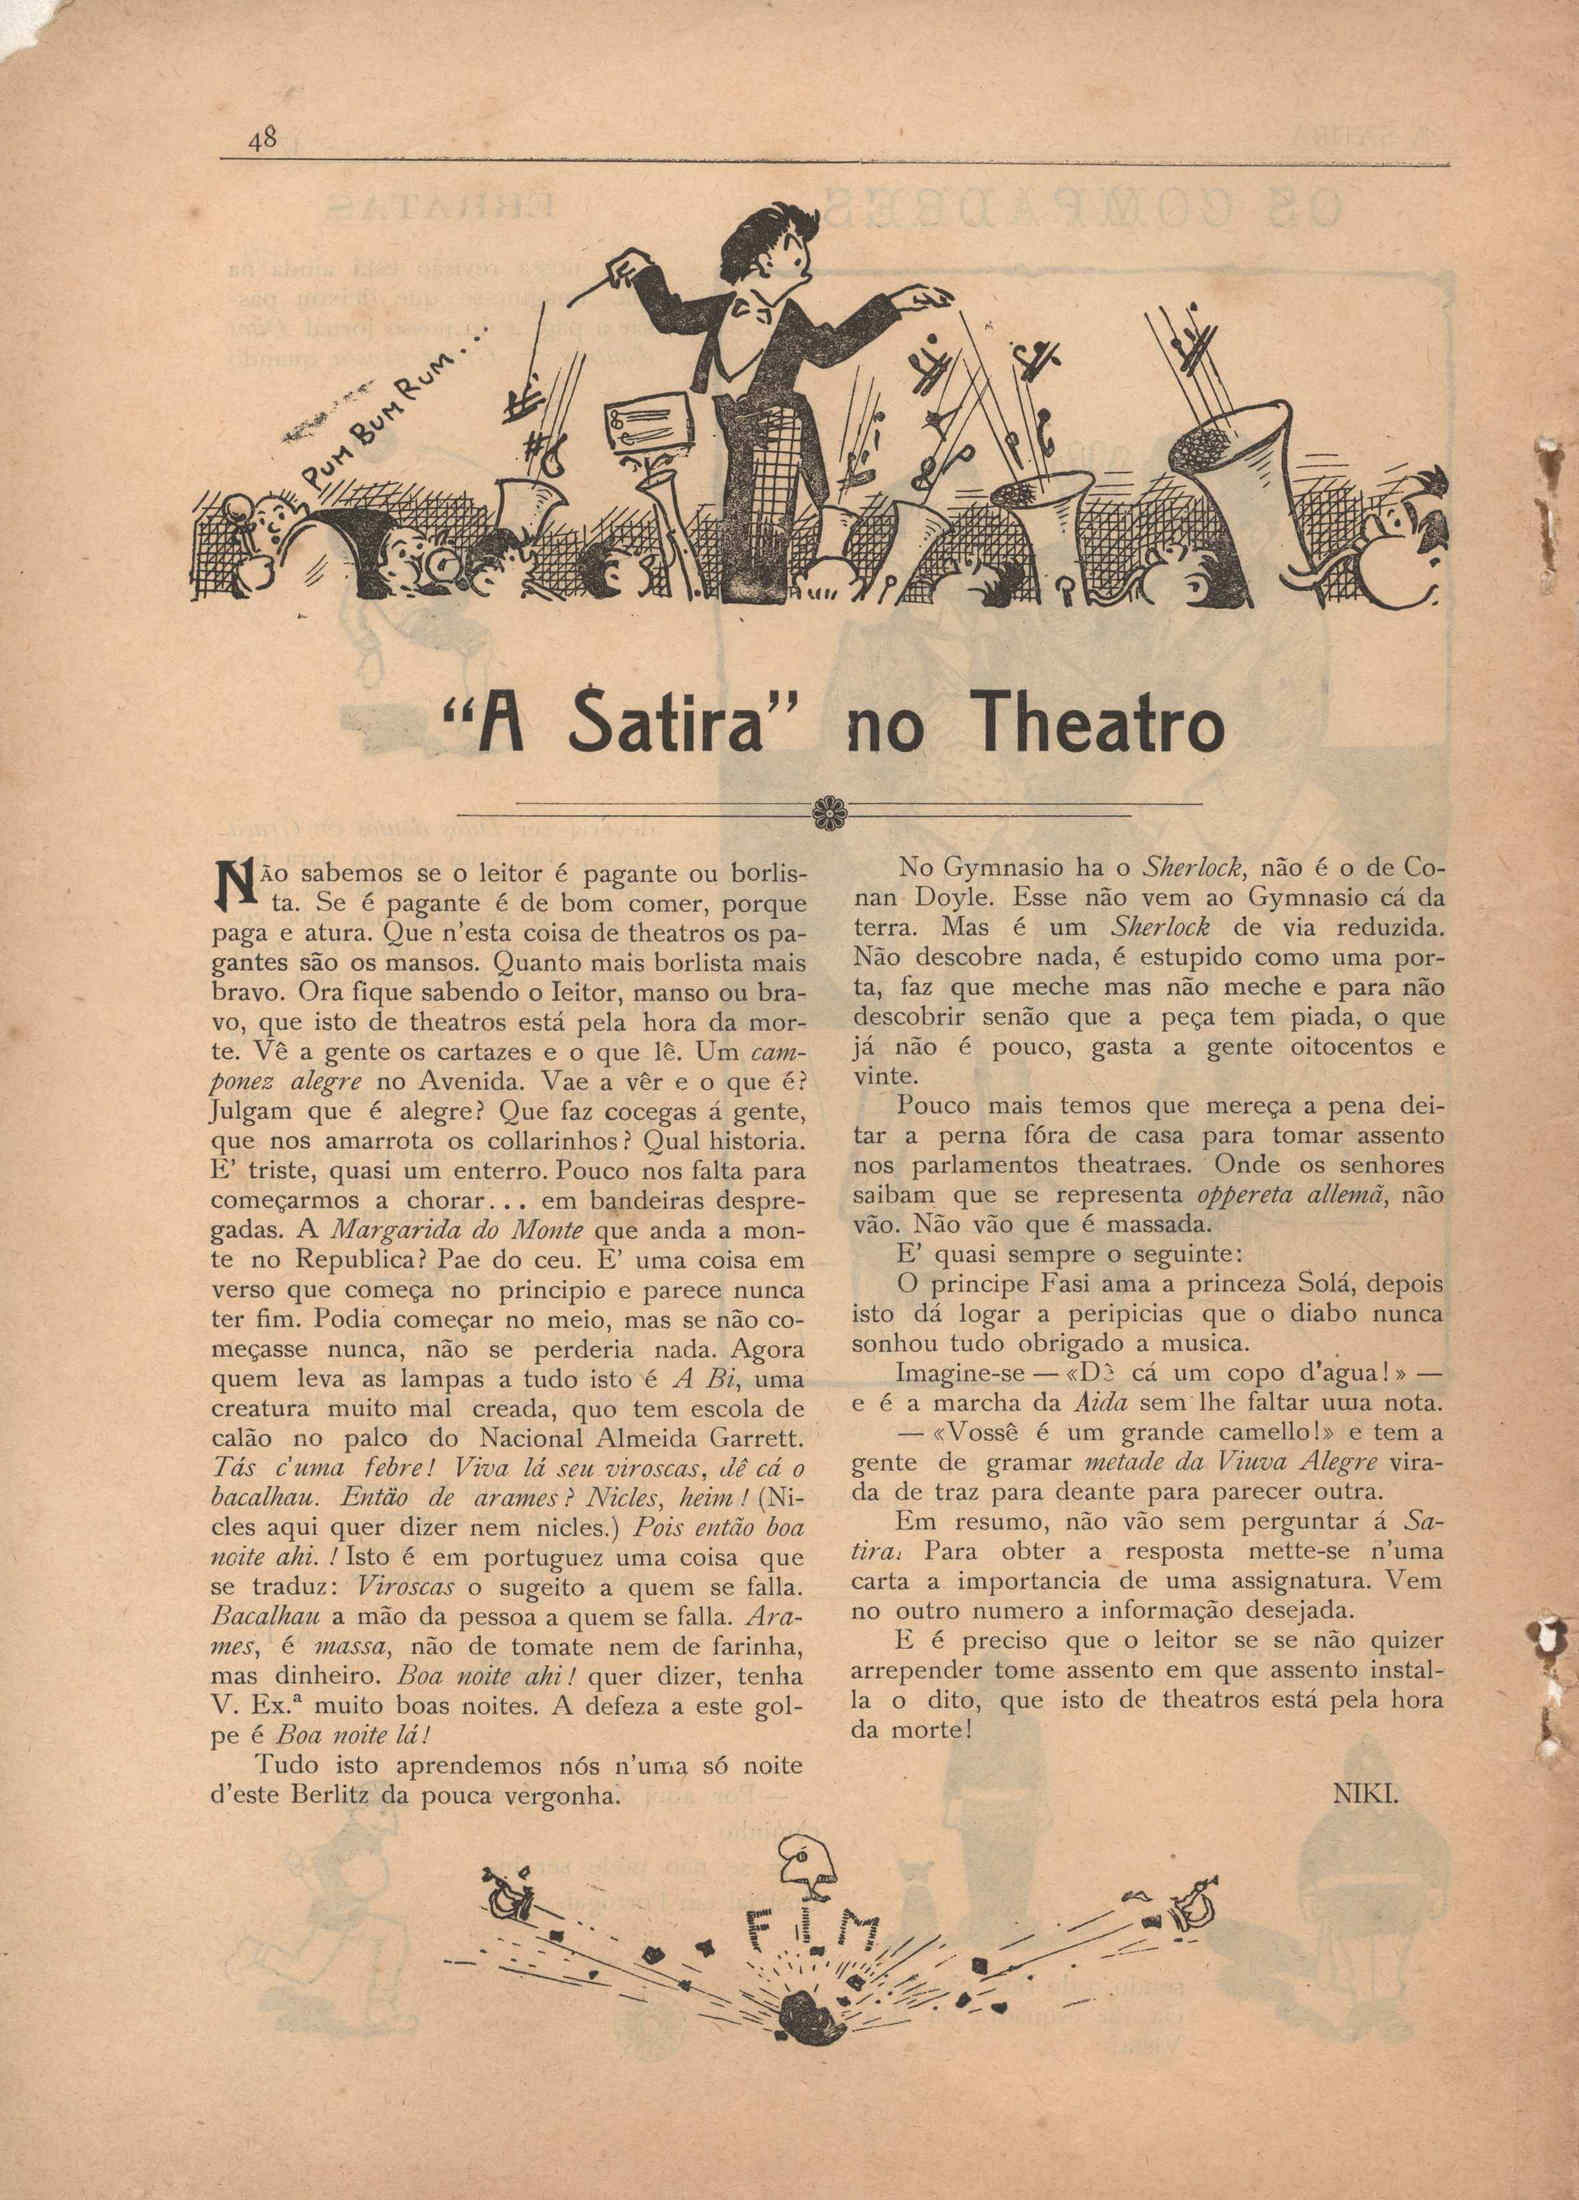 48
PUM BUM RUM...
“A Satira” no Theatro
NÃO sabemos se o leitor é pagante ou borlis-
ta. Se é pagante é de bom comer, porque
paga e atura. Que n'esta coisa de theatros os pa-
gantes são os mansos. Quanto mais borlista mais
bravo. Ora fique sabendo o leitor, manso ou bra-
vo, que isto de theatros está pela hora da mor-
te. Vê a gente os cartazes e o que lê. Um cam-
ponez alegre no Avenida. Vae a vêr e o que é?
Julgam que é alegre? Que faz cocegas á gente,
que nos amarrota os collarinhos? Qual historia.
E' triste, quasi um enterro. Pouco nos falta para
começarmos a chorar... em bandeiras despre-
gadas. A Margarida do Monte que anda a mon-
te no Republica? Pae do ceu. E' uma coisa em
verso que começa no principio e parece nunca
ter fim. Podia começar no meio, mas se não co-
meçasse nunca, não se perderia nada. Agora
quem leva as lampas a tudo isto é A Bi, uma
creatura muito mal creada, quo tem escola de
calão no palco do Nacional Almeida Garrett.
Tás c'uma febre! Viva lá seu viroscas, dê cá o
bacalhau. Então de arames? Nicles, heim! (Ni-
cles aqui quer dizer nem nicles.) Pois então boa
noite ahi. ! Isto é em portuguez uma coisa que
se traduz: Viroscas o sugeito a quem se falla.
Bacalhau a mão da pessoa a quem se falla. Ara-
mes, é massa, não de tomate nem de farinha,
mas dinheiro. Boa noite ahi! quer dizer, tenha
V. Ex.ª muito boas noites. A defeza a este gol-
pe é Boa noite lá!
Tudo isto aprendemos nós n'uma só noite
d'este Berlitz da pouca vergonha.
No Gymnasio ha o Sherlock, não é o de Co-
nan Doyle. Esse não vem ao Gymnasio cá da
terra. Mas é um Sherlock de via reduzida.
Não descobre nada, é estupido como uma por-
ta, faz que meche mas não meche e para não
descobrir senão que a peça tem piada, o que
já não é pouco, gasta a gente oitocentos e
vinte.
Pouco mais temos que mereça a pena dei-
tar a perna fóra de casa para tomar assento
nos parlamentos theatraes. Onde os senhores
saibam que se representa oppereta allemã, não
vão. Não vão que é massada.
E' quasi sempre o seguinte:
O principe Fasi ama a princeza Solá, depois
isto dá logar a peripicias que o diabo nunca
sonhou tudo obrigado a musica.
Imagine-se — «Dê cá um copo d'agua!» —
e é a marcha da Aida sem lhe faltar uma nota.
— «Vossê é um grande camello!» e tem a
gente de gramar metade da Viuva Alegre vira-
da de traz para deante para parecer outra.
Em resumo, não vão sem perguntar á Sa-
tira. Para obter a resposta mette-se n'uma
carta a importancia de uma assignatura. Vem
no outro numero a informação desejada.
E é preciso que o leitor se se não quizer
arrepender tome assento em que assento instal-
la o dito, que isto de theatros está pela hora
da morte!
NIKI.
FIM